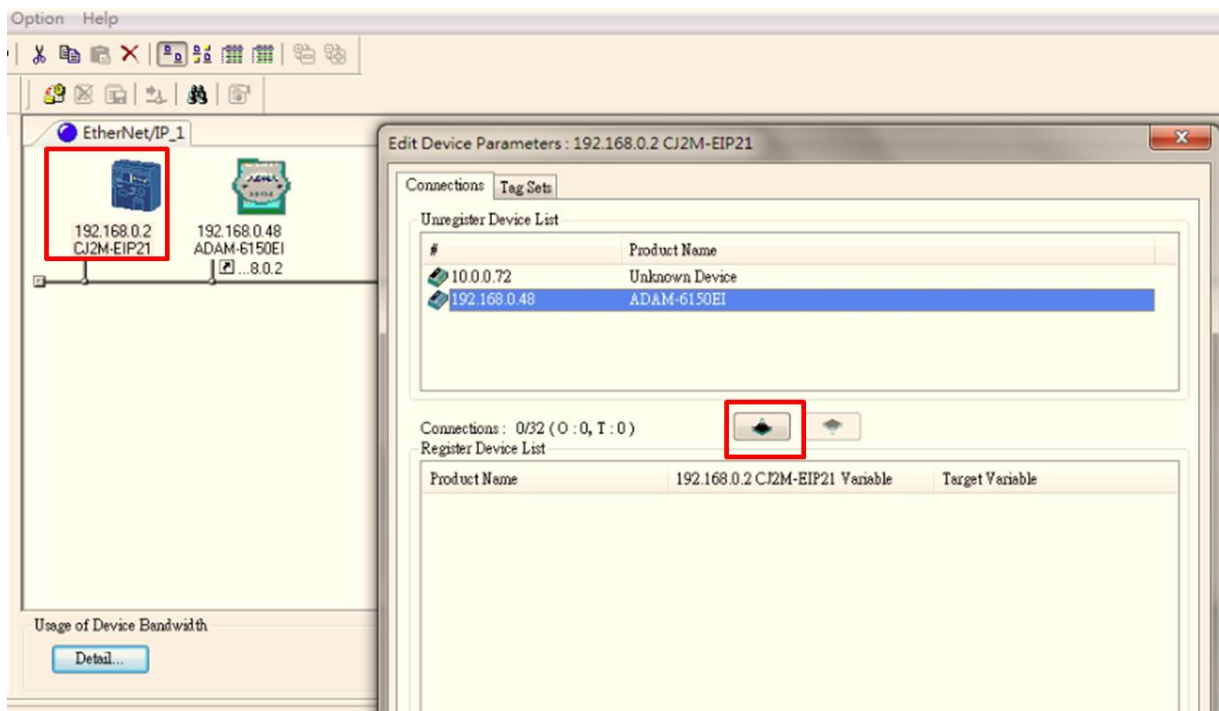 Option Help
EtherNet/IP_1
192.168.0.2
CJ2M-EIP21
192.168.0.48
ADAM-6150EI
...8.0.2
Usage of Device Bandwidth
Detail...
Edit Device Parameters : 192.168.0.2 CJ2M-EIP21
Connections Tag Sets
Unregister Device List
# Product Name
10.0.0.72 Unknown Device
192.168.0.48 ADAM-6150EI
Connections : 0/32 ( O : 0, T : 0 )
Register Device List
Product Name 192.168.0.2 CJ2M-EIP21 Variable Target Variable